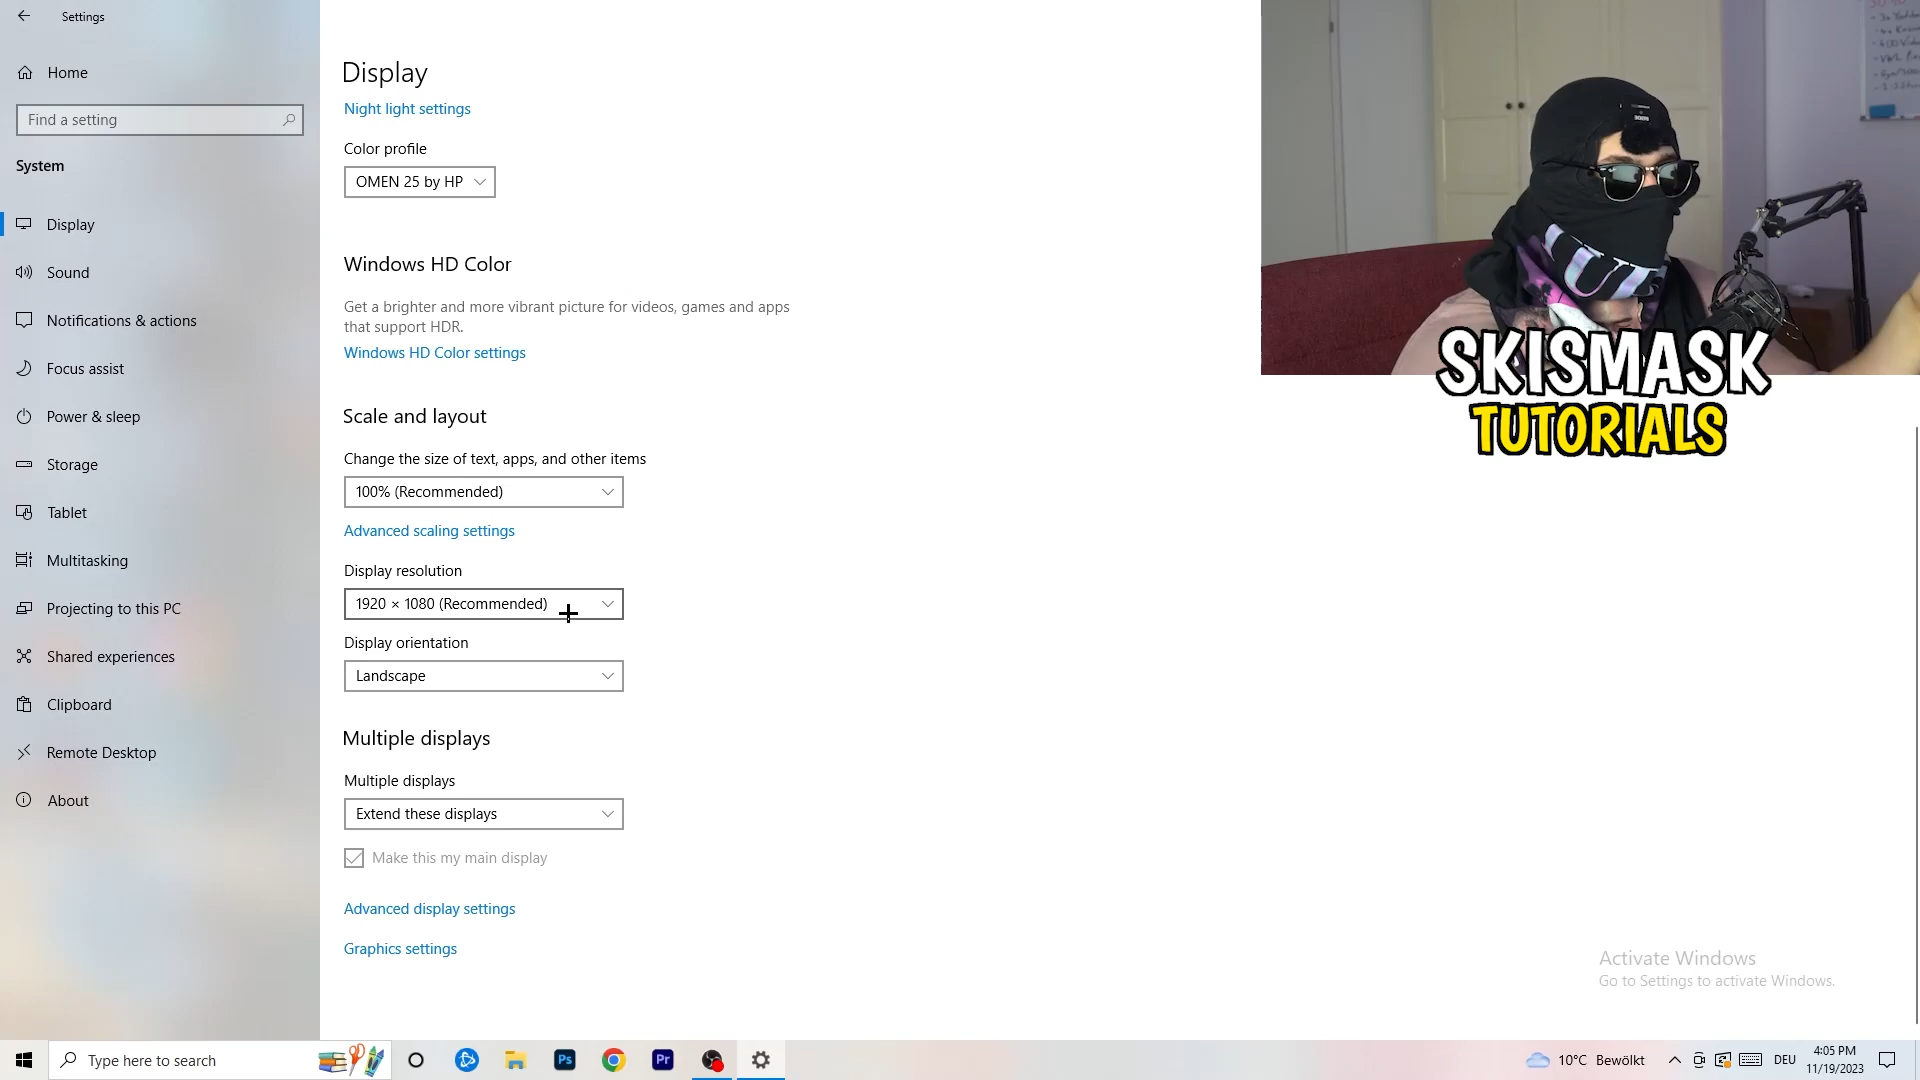 Settings
Home
Find a setting
System
Display
Sound
Notifications & actions
Focus assist
Power & sleep
Storage
Tablet
Multitasking
Projecting to this PC
Shared experiences
Clipboard
Remote Desktop
About
Display
Night light settings
Color profile
OMEN 25 by HP
Windows HD Color
Get a brighter and more vibrant picture for videos, games and apps
that support HDR.
Windows HD Color settings
Scale and layout
Change the size of text, apps, and other items
100% (Recommended)
Advanced scaling settings
Display resolution
1920 × 1080 (Recommended)
Display orientation
Landscape
Multiple displays
Multiple displays
Extend these displays
Make this my main display
Advanced display settings
Graphics settings
SKISMASK
TUTORIALS
Activate Windows
Go to Settings to activate Windows.
Type here to search
Ps
Pr
10°C Bewölkt
DEU
4:05 PM
11/19/2023